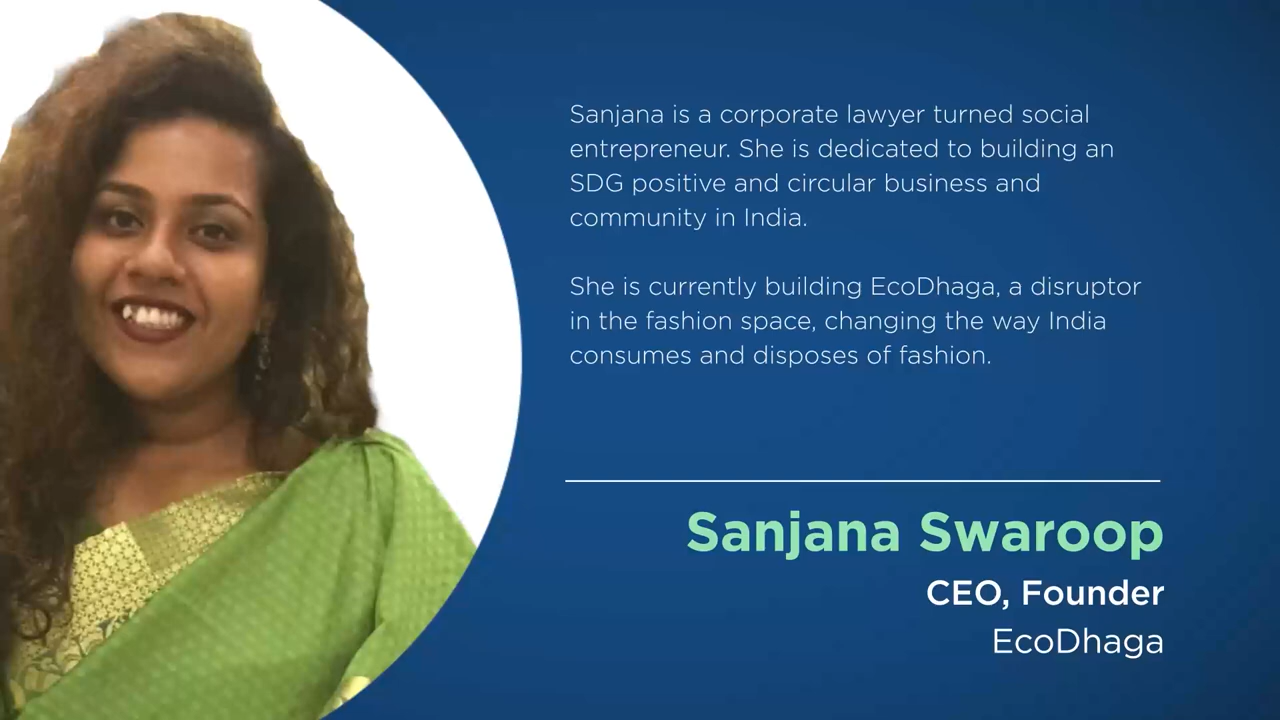 Sanjana is a corporate lawyer turned social
entrepreneur. She is dedicated to building an
SDG positive and circular business and
community in India.
She is currently building EcoDhaga, a disruptor
in the fashion space, changing the way India
consumes and disposes of fashion.
Sanjana Swaroop
CEO, Founder
EcoDhaga